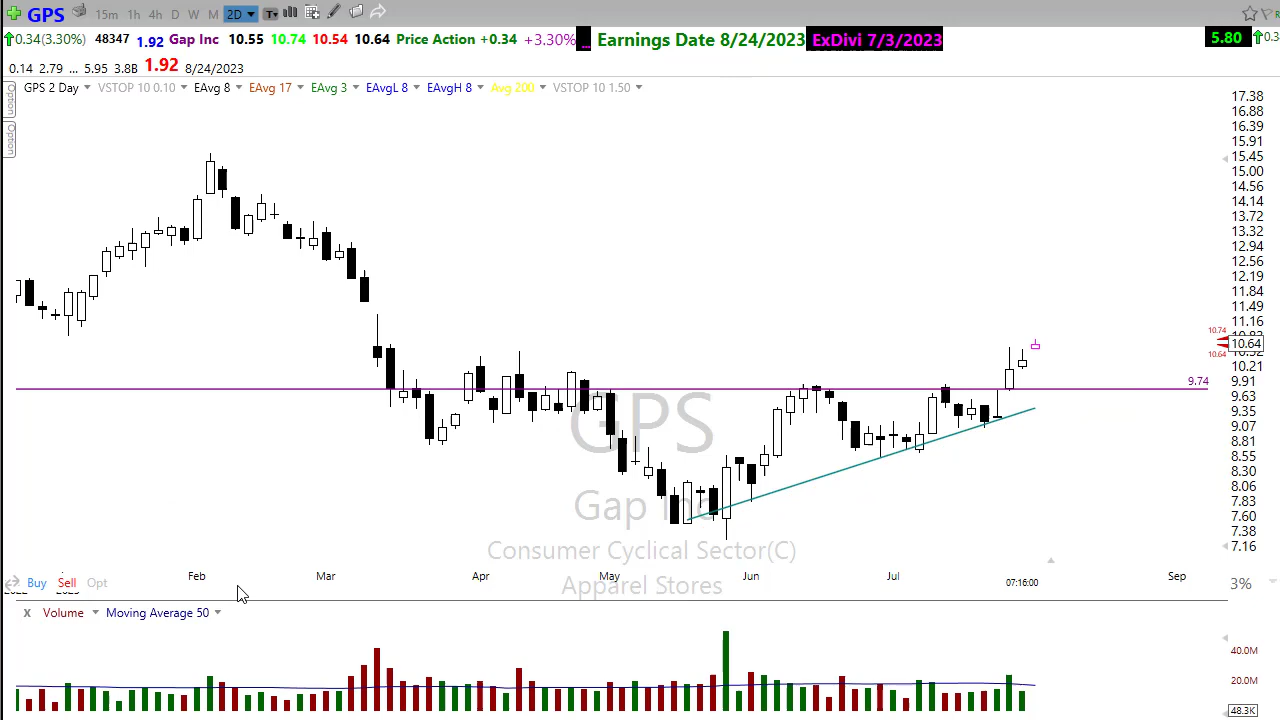 GPS 15m 1h 4h D W M 2D T
0.34(3.30%) 48347 1.92 Gap Inc 10.55 10.74 10.54 10.64 Price Action +0.34 +3.30% ... Earnings Date 8/24/2023 ExDivi 7/3/2023 5.80 0.3
0.14 2.79 ... 5.95 3.8B 1.92 8/24/2023
GPS 2 Day VSTOP 10 0.10 EAvg 8 EAvg 17 EAvg 3 EAvgL 8 EAvgH 8 Avg 200 VSTOP 10 1.50
Option
Option
17.38
16.88
16.39
15.91
15.45
15.00
14.56
14.14
13.72
13.32
12.94
12.56
12.19
11.84
11.49
11.16
10.74
10.64
10.64
10.21
9.74
9.91
9.63
9.35
9.07
8.81
8.55
8.30
8.06
7.83
7.60
7.38
7.16
GPS
Gap Inc
Consumer Cyclical Sector(C)
Apparel Stores
Feb Mar Apr May Jun Jul 07:16:00 Sep
Buy Sell Opt 3%
X Volume Moving Average 50
40.0M
20.0M
48.3K